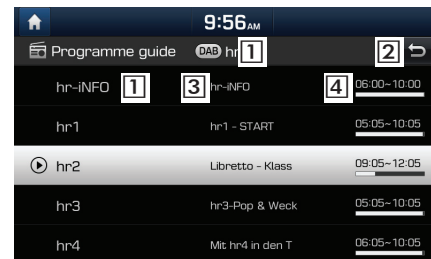 9:56 AM
Programme guide DAB hr 1 2
hr-iNFO 1 3 hr-iNFO 4 06:00~10:00
hr1 hr1 - START 05:05~10:05
hr2 Libretto - Klass 09:05~12:05
hr3 hr3-Pop & Weck 05:05~10:05
hr4 Mit hr4 in den T 06:05~10:05